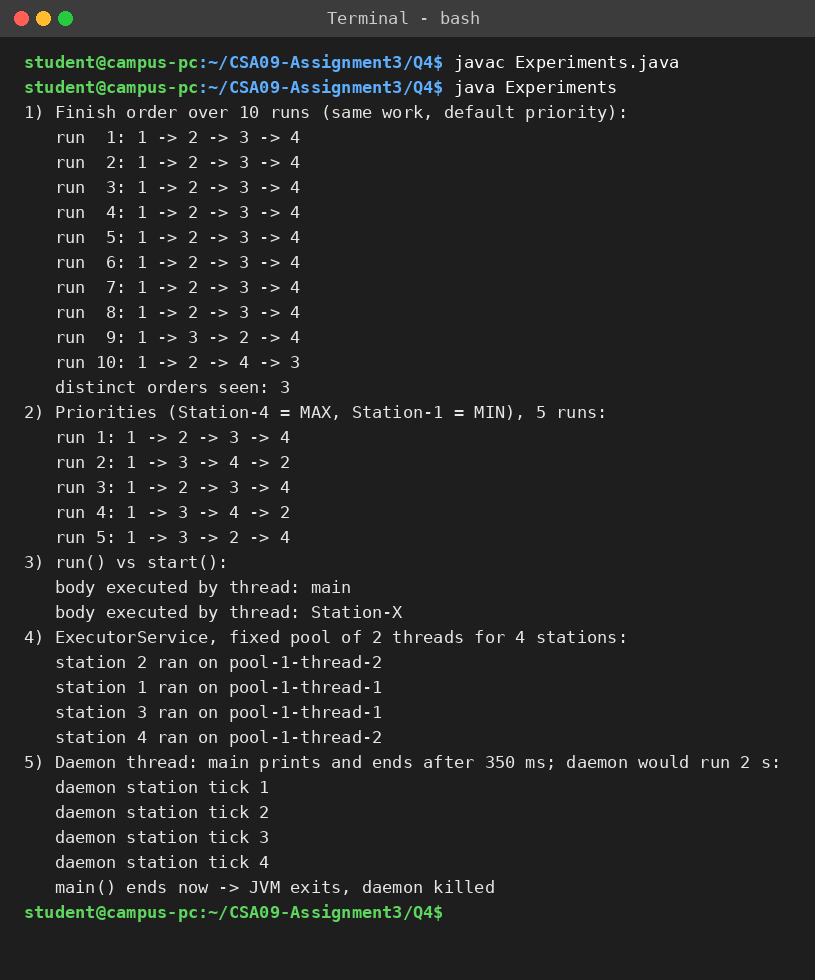 Terminal - bash
student@campus-pc:~/CSA09-Assignment3/Q4$ javac Experiments.java
student@campus-pc:~/CSA09-Assignment3/Q4$ java Experiments
1) Finish order over 10 runs (same work, default priority):
   run  1: 1 -> 2 -> 3 -> 4
   run  2: 1 -> 2 -> 3 -> 4
   run  3: 1 -> 2 -> 3 -> 4
   run  4: 1 -> 2 -> 3 -> 4
   run  5: 1 -> 2 -> 3 -> 4
   run  6: 1 -> 2 -> 3 -> 4
   run  7: 1 -> 2 -> 3 -> 4
   run  8: 1 -> 2 -> 3 -> 4
   run  9: 1 -> 3 -> 2 -> 4
   run 10: 1 -> 2 -> 4 -> 3
   distinct orders seen: 3
2) Priorities (Station-4 = MAX, Station-1 = MIN), 5 runs:
   run 1: 1 -> 2 -> 3 -> 4
   run 2: 1 -> 3 -> 4 -> 2
   run 3: 1 -> 2 -> 3 -> 4
   run 4: 1 -> 3 -> 4 -> 2
   run 5: 1 -> 3 -> 2 -> 4
3) run() vs start():
   body executed by thread: main
   body executed by thread: Station-X
4) ExecutorService, fixed pool of 2 threads for 4 stations:
   station 2 ran on pool-1-thread-2
   station 1 ran on pool-1-thread-1
   station 3 ran on pool-1-thread-1
   station 4 ran on pool-1-thread-2
5) Daemon thread: main prints and ends after 350 ms; daemon would run 2 s:
   daemon station tick 1
   daemon station tick 2
   daemon station tick 3
   daemon station tick 4
   main() ends now -> JVM exits, daemon killed
student@campus-pc:~/CSA09-Assignment3/Q4$